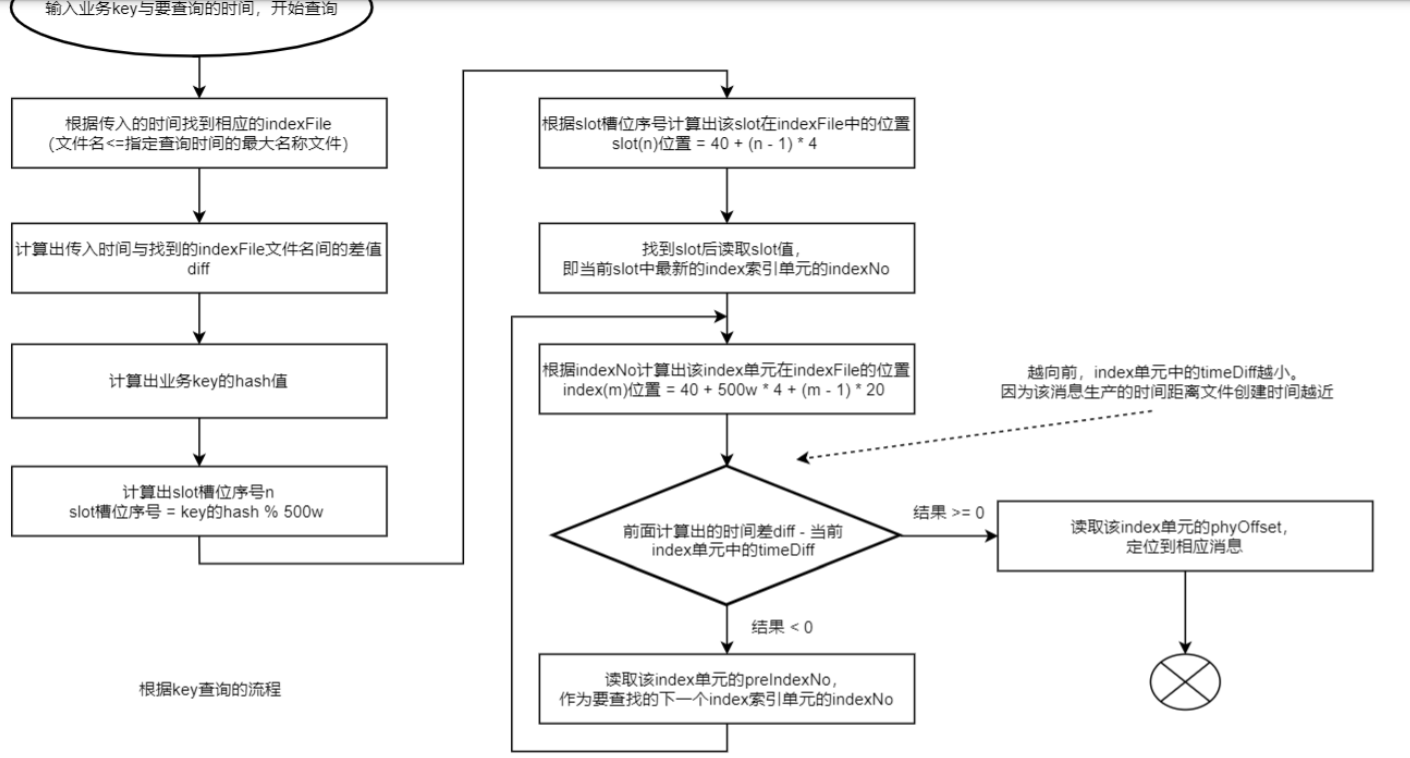 输入业务key与要查询的时间，开始查询
根据传入的时间找到相应的indexFile
(文件名<=指定查询时间的最大名称文件)
计算出传入时间与找到的indexFile文件名间的差值
diff
计算出业务key的hash值
计算出slot槽位序号n
slot槽位序号 = key的hash % 500w
根据slot槽位序号计算出该slot在indexFile中的位置
slot(n)位置 = 40 + (n - 1) * 4
找到slot后读取slot值，
即当前slot中最新的index索引单元的indexNo
根据indexNo计算出该index单元在indexFile的位置
index(m)位置 = 40 + 500w * 4 + (m - 1) * 20
越向前，index单元中的timeDiff越小。
因为该消息生产的时间距离文件创建时间越近
前面计算出的时间差diff - 当前
index单元中的timeDiff
结果 >= 0
读取该index单元的phyOffset，
定位到相应消息
结果 < 0
读取该index单元的preIndexNo，
作为要查找的下一个index索引单元的indexNo
根据key查询的流程